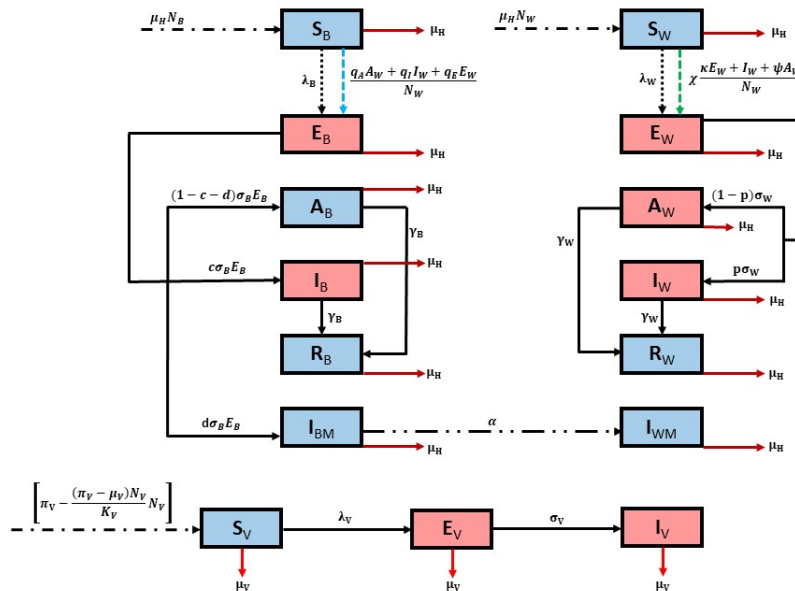 μ_H N_B
S_B
μ_H
μ_H N_W
S_W
μ_H
λ_B
q_A A_W + q_I I_W + q_E E_W
N_W
λ_W
χ κE_W + I_W + ψA_W
N_W
E_B
μ_H
E_W
μ_H
(1 − c − d)σ_B E_B
A_B
μ_H
γ_B
A_W
(1 − p)σ_W
μ_H
γ_W
cσ_B E_B
I_B
μ_H
γ_B
I_W
pσ_W
μ_H
γ_W
R_B
μ_H
R_W
μ_H
dσ_B E_B
I_BM
μ_H
α
I_WM
μ_H
[π_V − (π_V − μ_V)N_V / K_V N_V]
S_V
λ_V
E_V
σ_V
I_V
μ_V
μ_V
μ_V